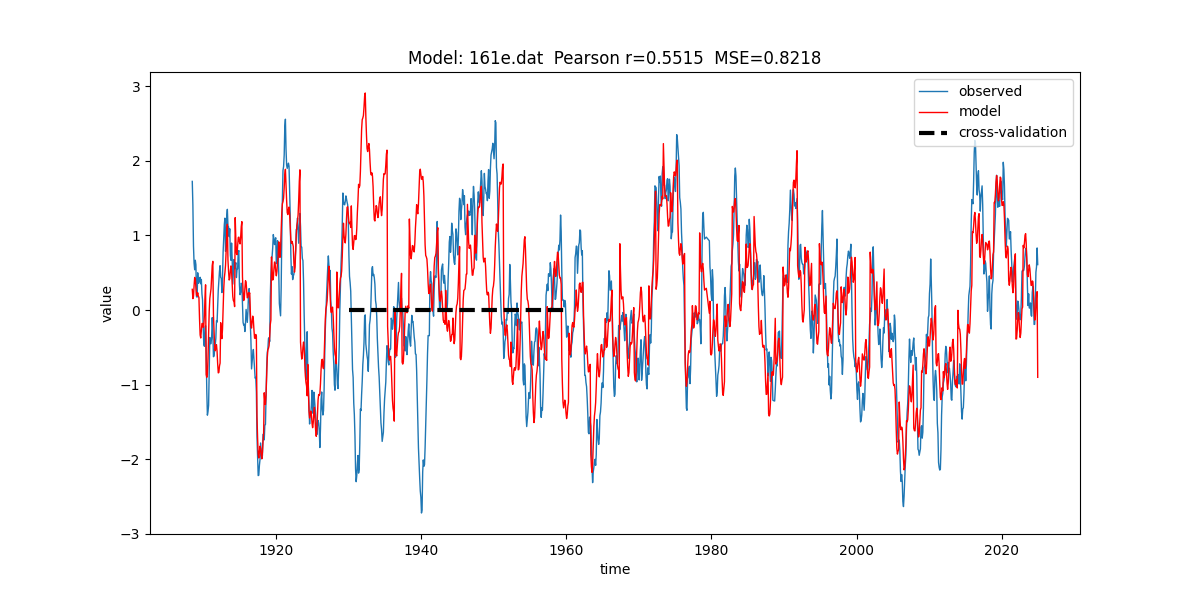 Model: 161e.dat  Pearson r=0.5515  MSE=0.8218
observed
model
cross-validation
3
2
1
0
−1
−2
−3
value
1920
1940
1960
1980
2000
2020
time